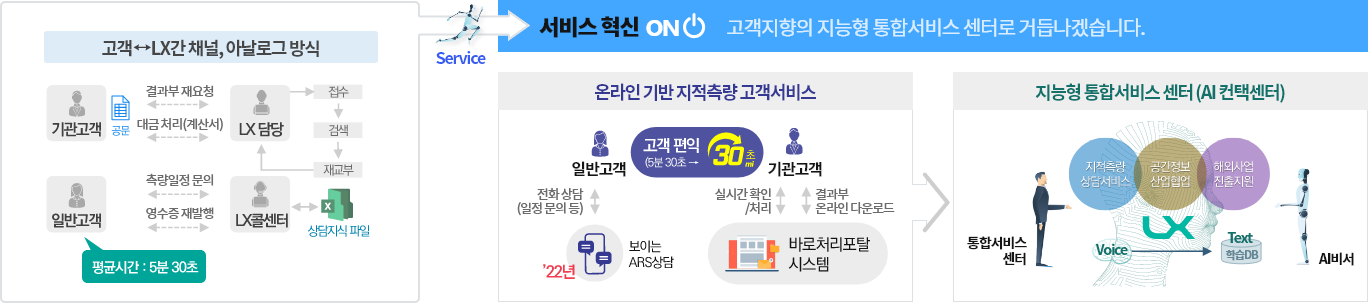 고객↔LX간 채널, 아날로그 방식
기관고객
공문
결과부 재요청
대금 처리(계산서)
LX 담당
접수
검색
재교부
일반고객
측량일정 문의
영수증 재발행
LX콜센터
상담지식 파일
평균시간 : 5분 30초
Service
서비스 혁신 ON
고객지향의 지능형 통합서비스 센터로 거듭나겠습니다.
온라인 기반 지적측량 고객서비스
일반고객
고객 편익
(5분 30초 →
30초
mi
기관고객
전화 상담
(일정 문의 등)
실시간 확인
/처리
결과부
온라인 다운로드
'22년
보이는
ARS상담
바로처리포탈
시스템
지능형 통합서비스 센터 (AI 컨택센터)
지적측량
상담서비스
공간정보
산업협업
해외사업
진출지원
LX
통합서비스
센터
Voice
Text
학습DB
AI비서